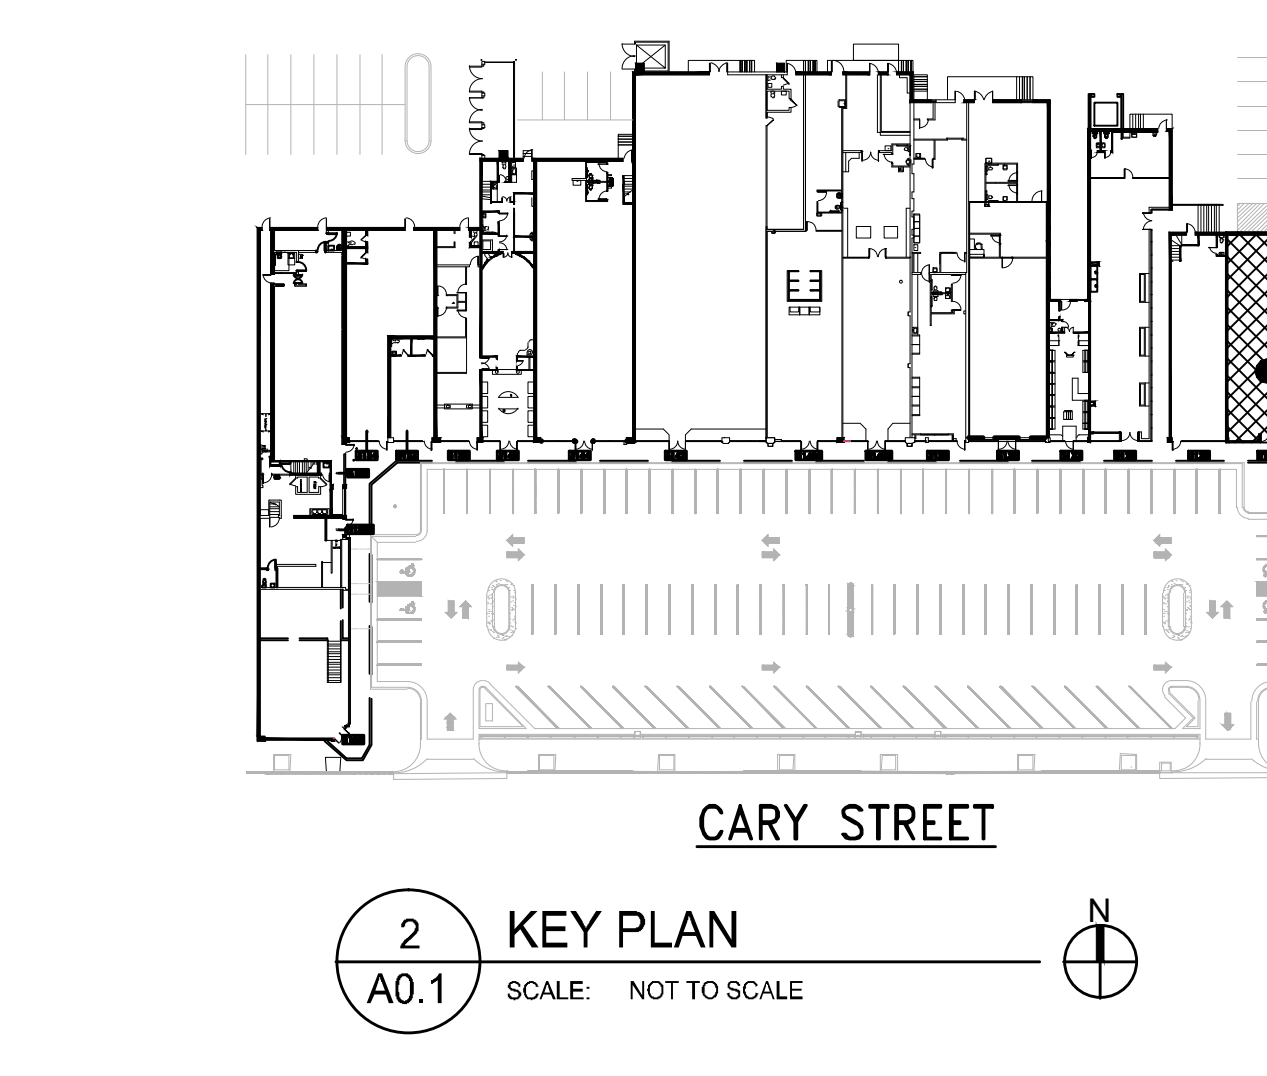 CARY STREET
2
KEY PLAN
N
A0.1
SCALE: NOT TO SCALE